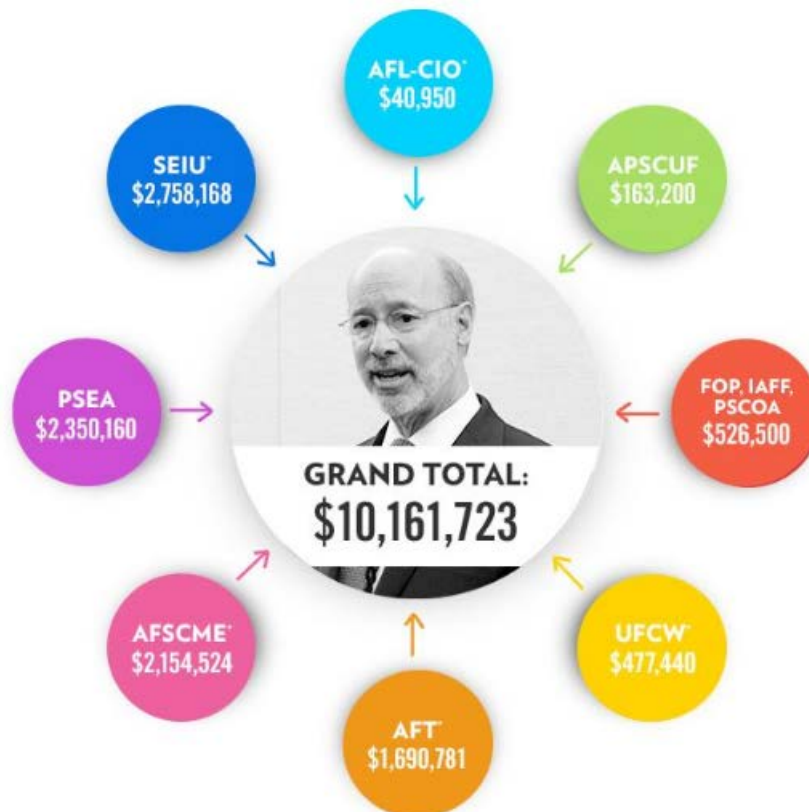 AFL-CIO*
$40,950
APSCUF
$163,200
FOP, IAFF,
PSCOA
$526,500
UFCW*
$477,440
AFT*
$1,690,781
AFSCME*
$2,154,524
PSEA
$2,350,160
SEIU*
$2,758,168
GRAND TOTAL:
$10,161,723